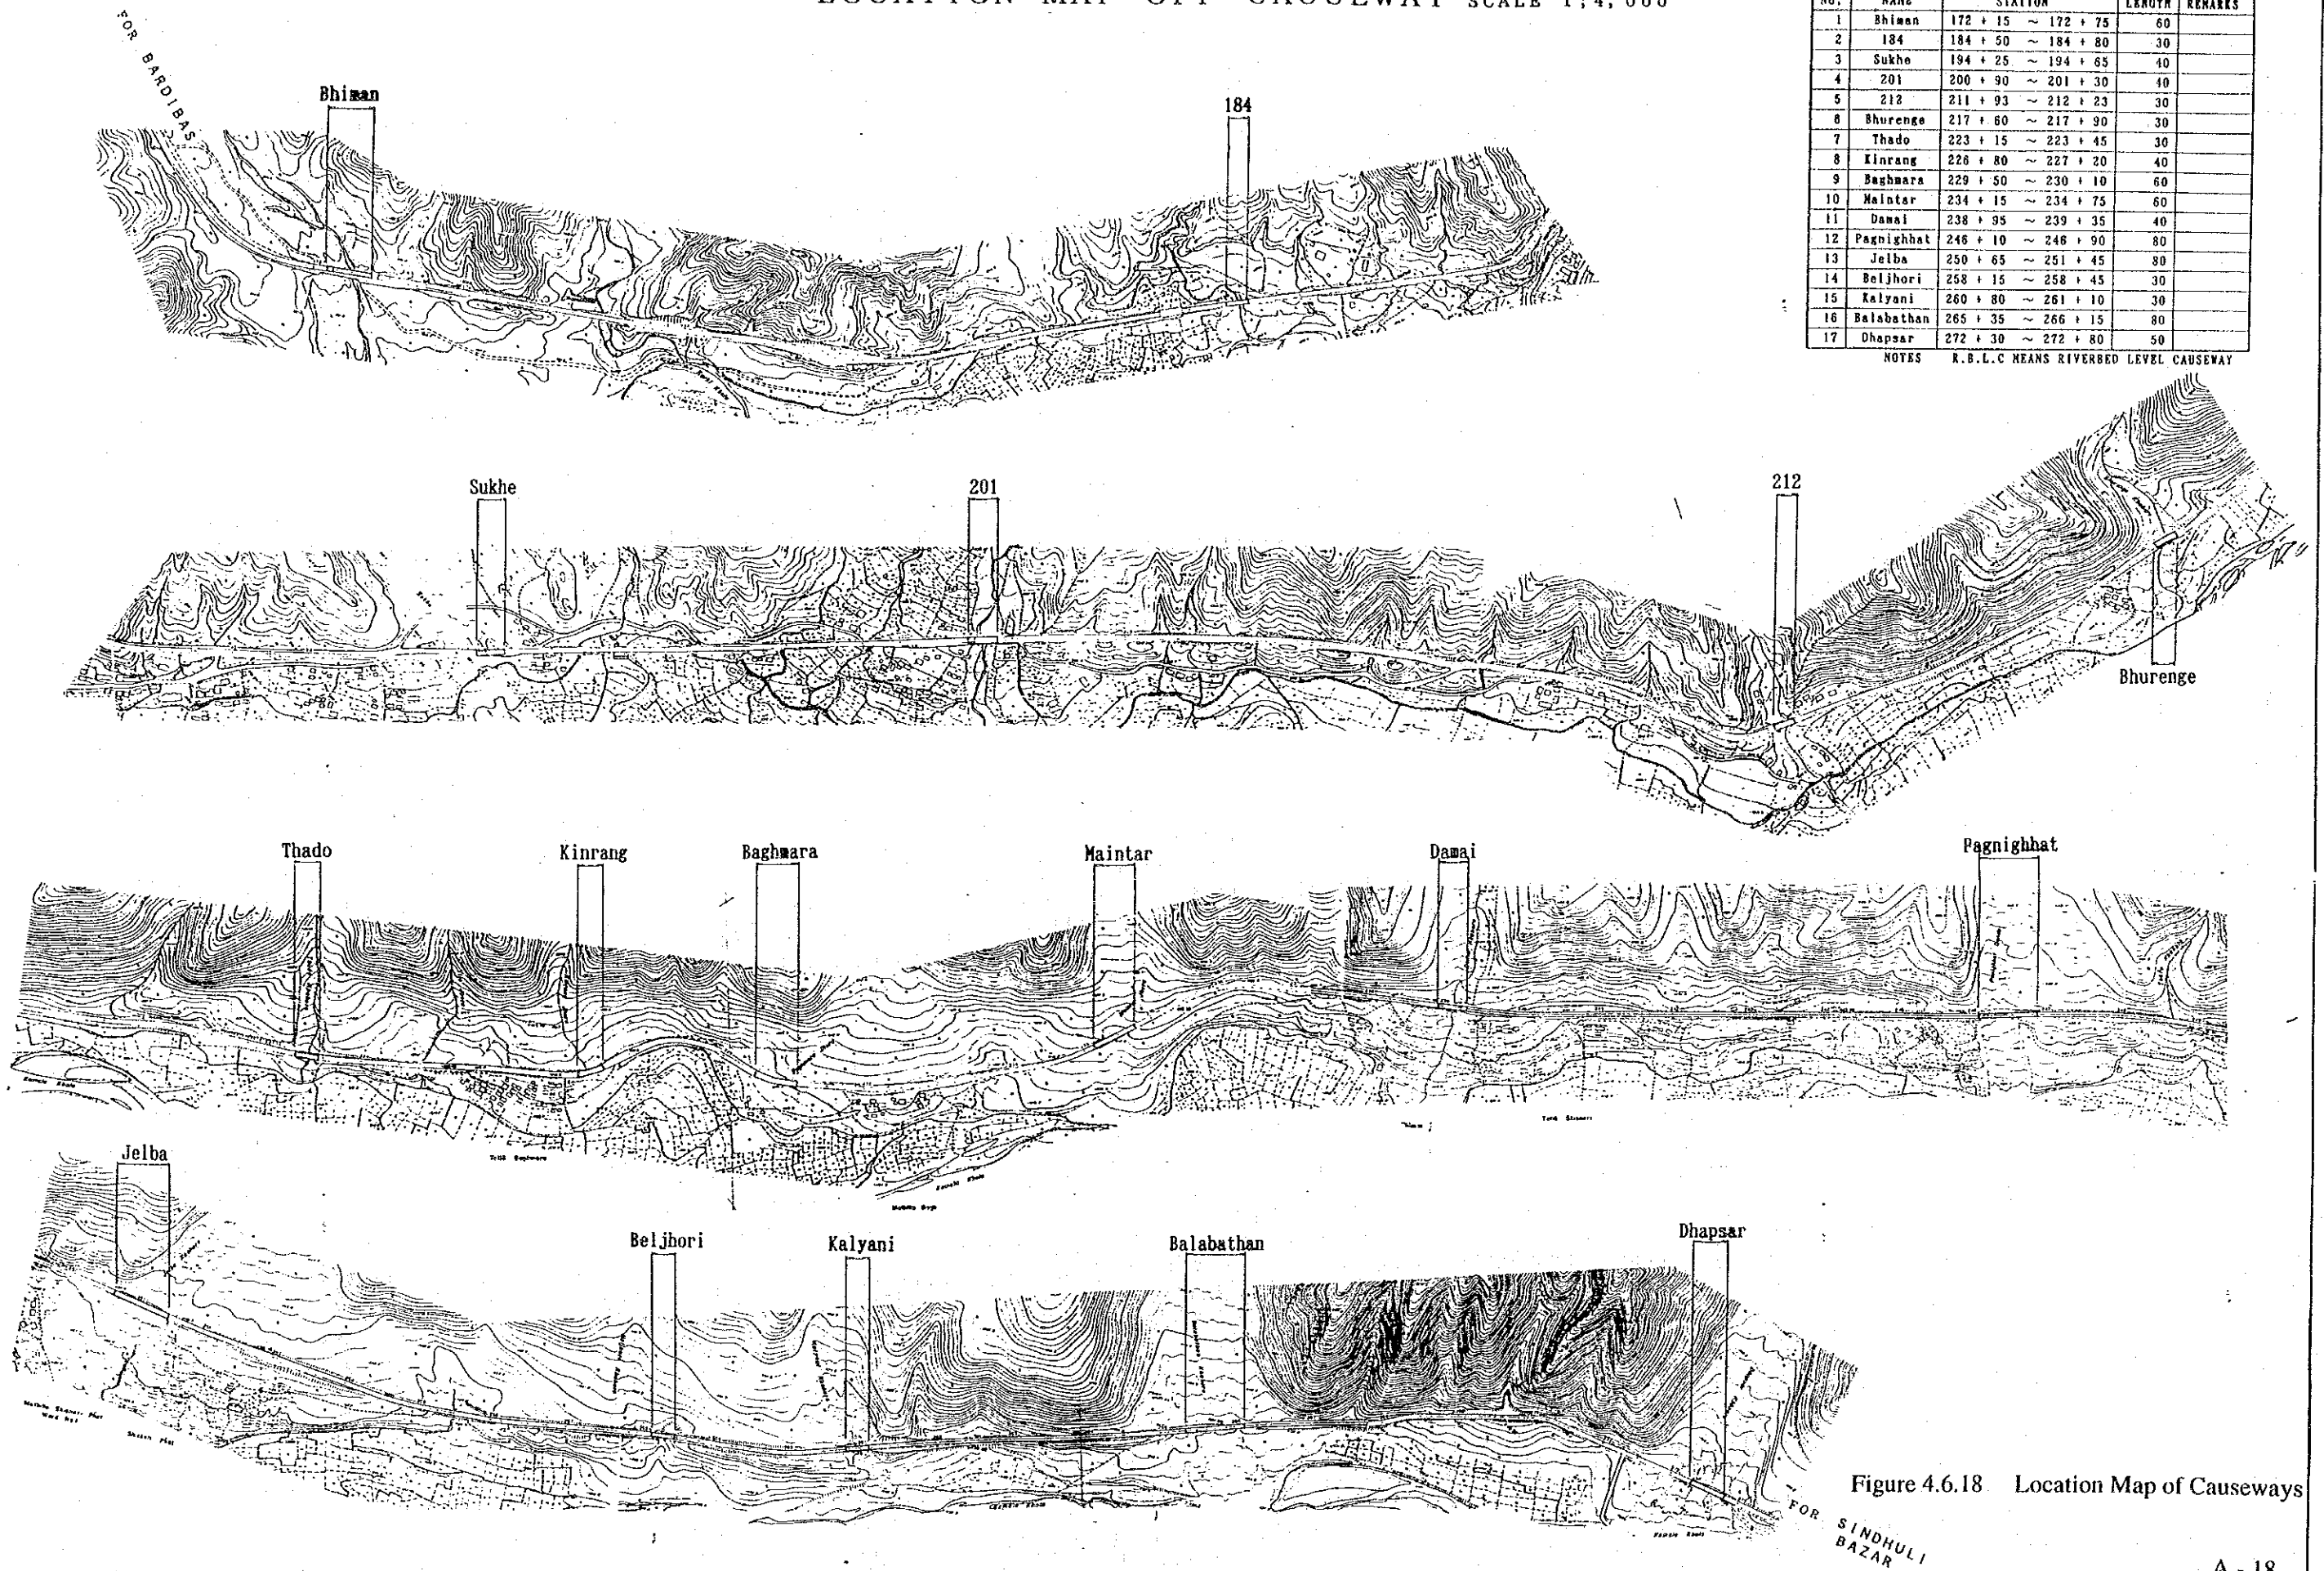 LOCATION MAP OFF CAUSEWAY SCALE 1;4,000
NO. NAME STATION LENGTH REMARKS
1 Bhiman 172 + 15 ~ 172 + 75 60
2 184 184 + 50 ~ 184 + 80 30
3 Sukhe 194 + 25 ~ 194 + 65 40
4 201 200 + 90 ~ 201 + 30 40
5 212 211 + 93 ~ 212 + 23 30
6 Bhurenge 217 + 60 ~ 217 + 90 30
7 Thado 223 + 15 ~ 223 + 45 30
8 Kinrang 226 + 80 ~ 227 + 20 40
9 Baghmara 229 + 50 ~ 230 + 10 60
10 Maintar 234 + 15 ~ 234 + 75 60
11 Damai 238 + 95 ~ 239 + 35 40
12 Pagnighhat 246 + 10 ~ 246 + 90 80
13 Jelba 250 + 65 ~ 251 + 45 80
14 Beljhori 258 + 15 ~ 258 + 45 30
15 Kalyani 260 + 80 ~ 261 + 10 30
16 Balabathan 265 + 35 ~ 266 + 15 80
17 Dhapsar 272 + 30 ~ 272 + 80 50
NOTES R.B.L.C MEANS RIVERBED LEVEL CAUSEWAY
FOR BARDIBAS
Bhiman
184
Sukhe
201
212
Bhurenge
Thado
Kinrang
Baghmara
Maintar
Damai
Pagnighhat
Jelba
Beljhori
Kalyani
Balabathan
Dhapsar
FOR SINDHULI
BAZAR
Figure 4.6.18 Location Map of Causeways
A - 18